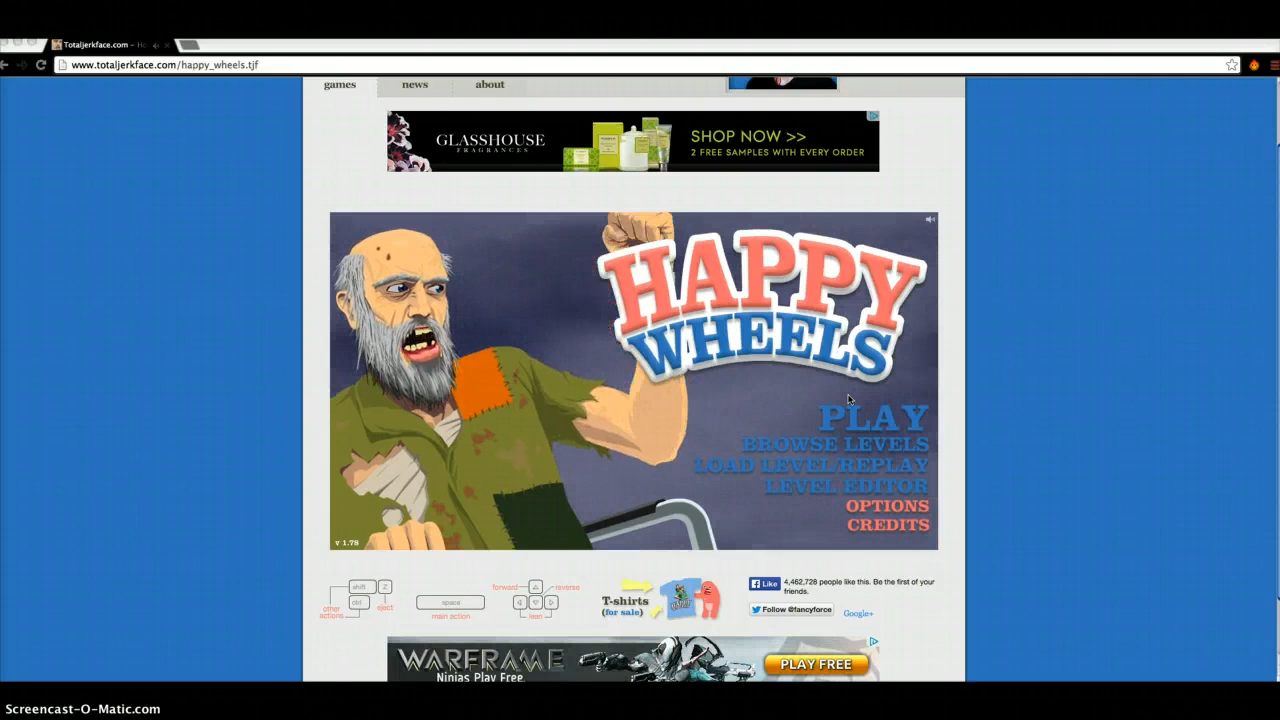 Totaljerkface.com – Ho
www.totaljerkface.com/happy_wheels.tjf
games
news
about
GLASSHOUSE
FRAGRANCES
SHOP NOW >>
2 FREE SAMPLES WITH EVERY ORDER
HAPPY
WHEELS
PLAY
BROWSE LEVELS
LOAD LEVEL/REPLAY
LEVEL EDITOR
OPTIONS
CREDITS
v 1.78
shift
Z
ctrl
eject
other
actions
space
main action
forward
reverse
lean
T-shirts
(for sale)
Like
4,462,728 people like this. Be the first of your
friends.
Follow @fancyforce
Google+
WARFRAME
Ninjas Play Free
PLAY FREE
Screencast-O-Matic.com